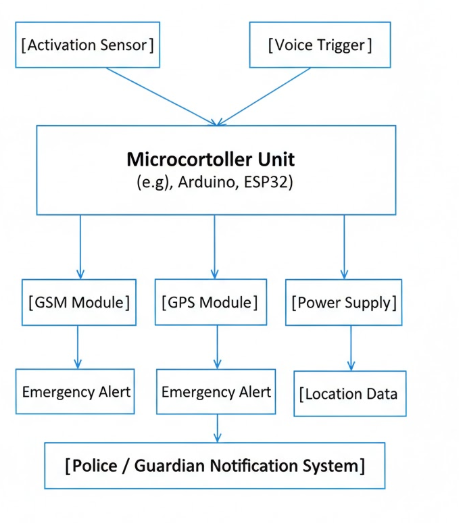 [Activation Sensor]
[Voice Trigger]
Microcortoller Unit
(e.g), Arduino, ESP32)
[GSM Module]
[GPS Module]
[Power Supply]
Emergency Alert
Emergency Alert
[Location Data
[Police / Guardian Notification System]